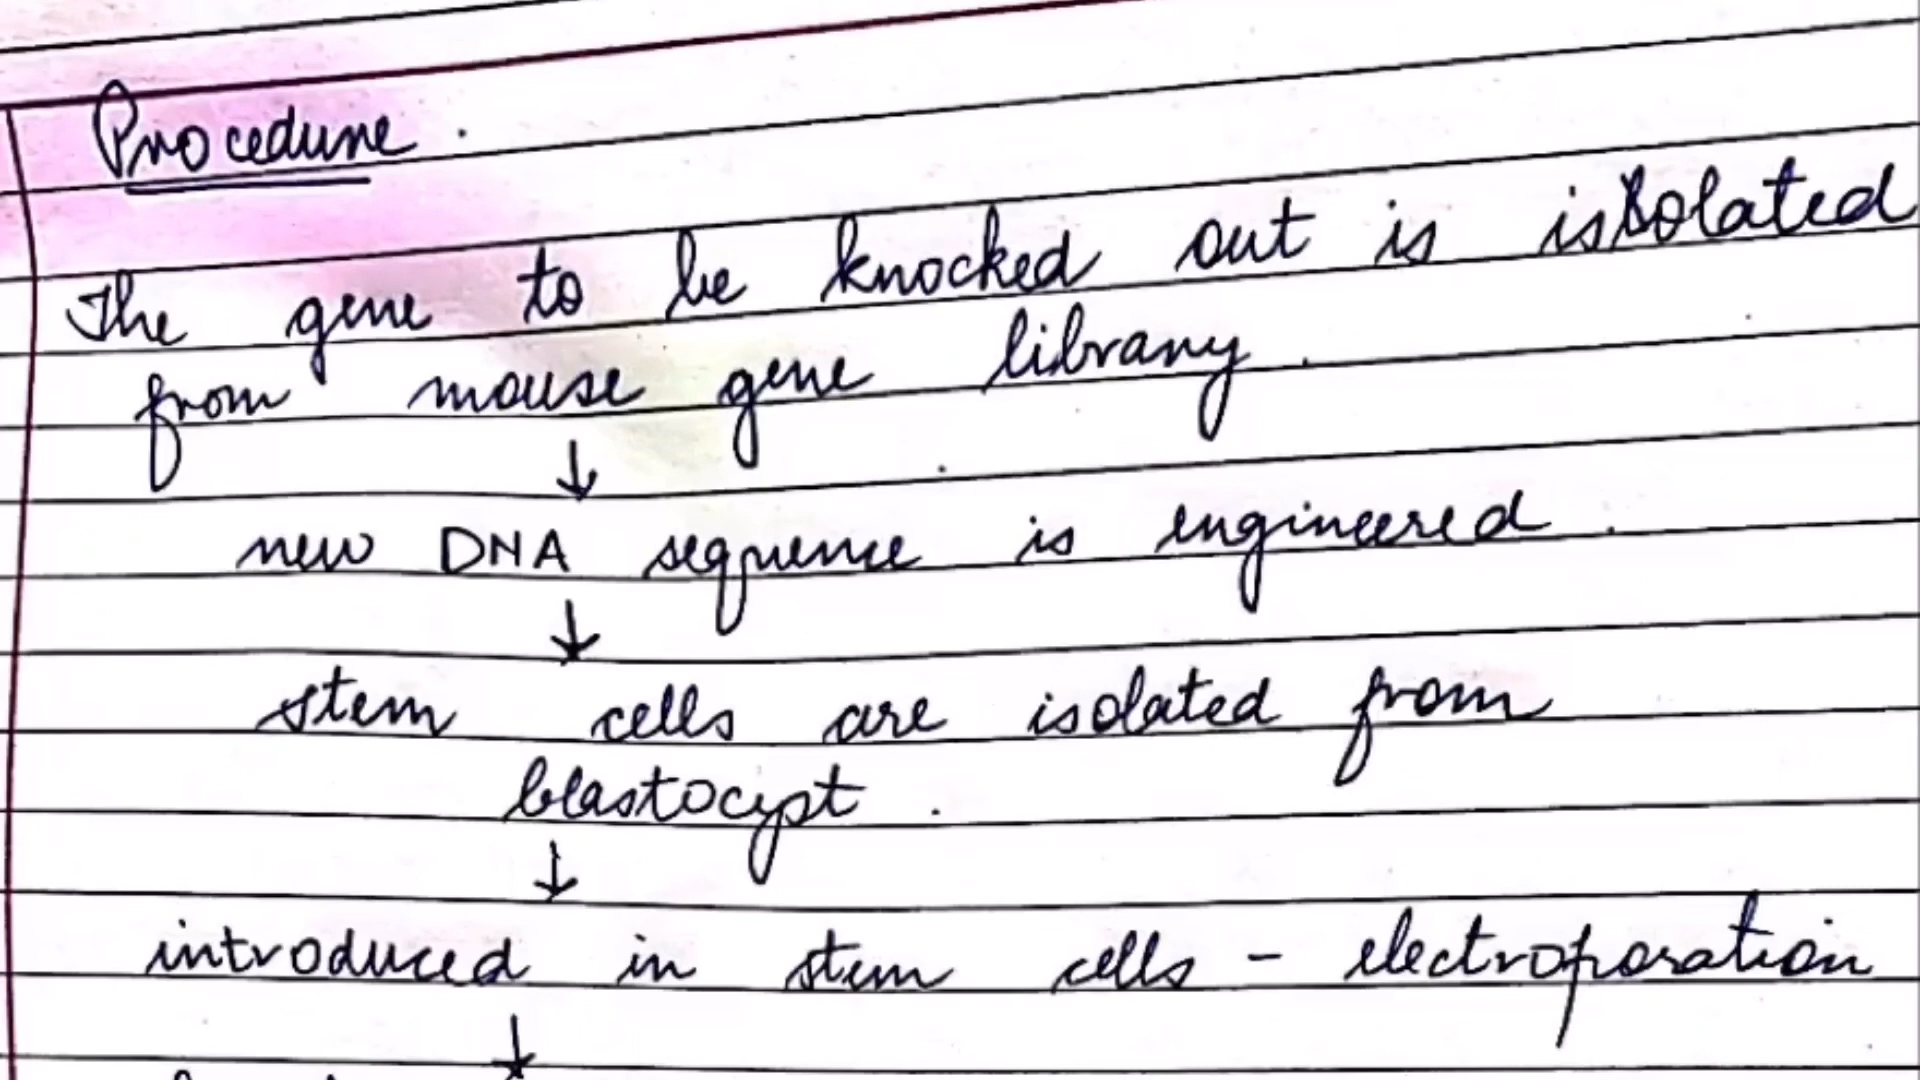 Procedure.
The gene to be knocked out is isolated
from mouse gene library.
↓
new DNA sequence is engineered.
↓
stem cells are isolated from
blastocyst.
↓
introduced in stem cells - electroporation
↓